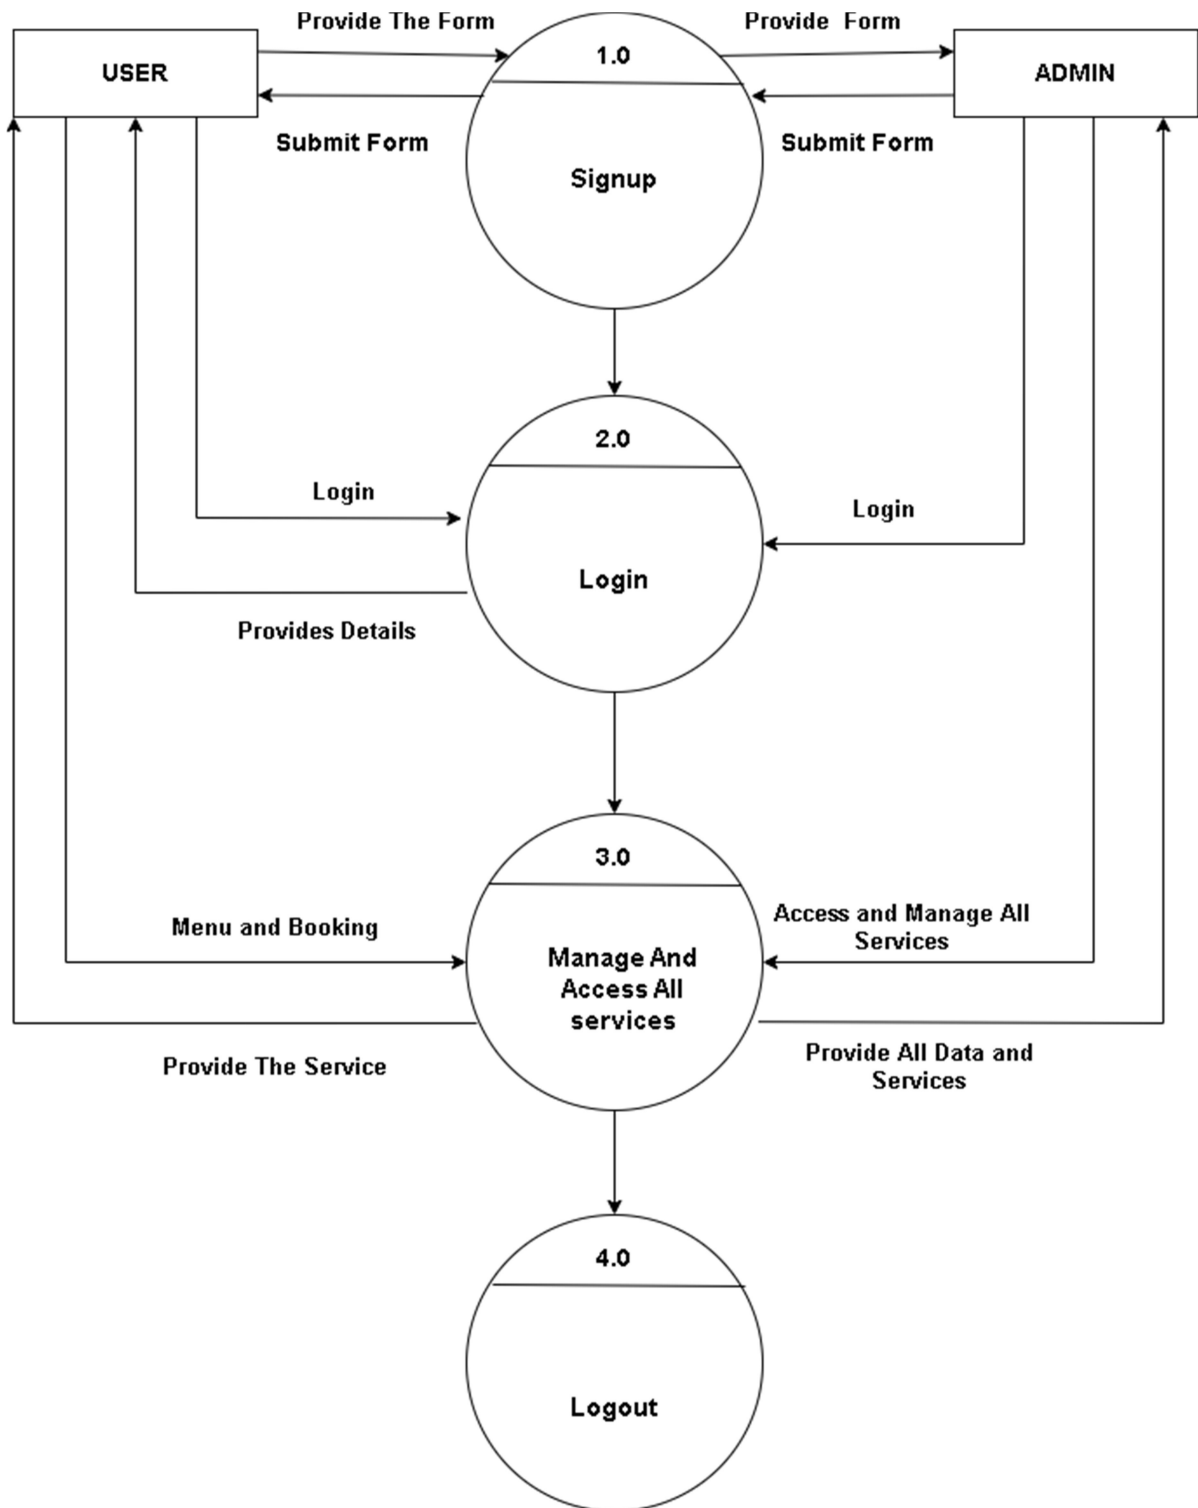 Provide The Form
Provide Form
USER
1.0
ADMIN
Submit Form
Submit Form
Signup
2.0
Login
Login
Login
Provides Details
3.0
Menu and Booking
Access and Manage All
Services
Manage And
Access All
services
Provide The Service
Provide All Data and
Services
4.0
Logout